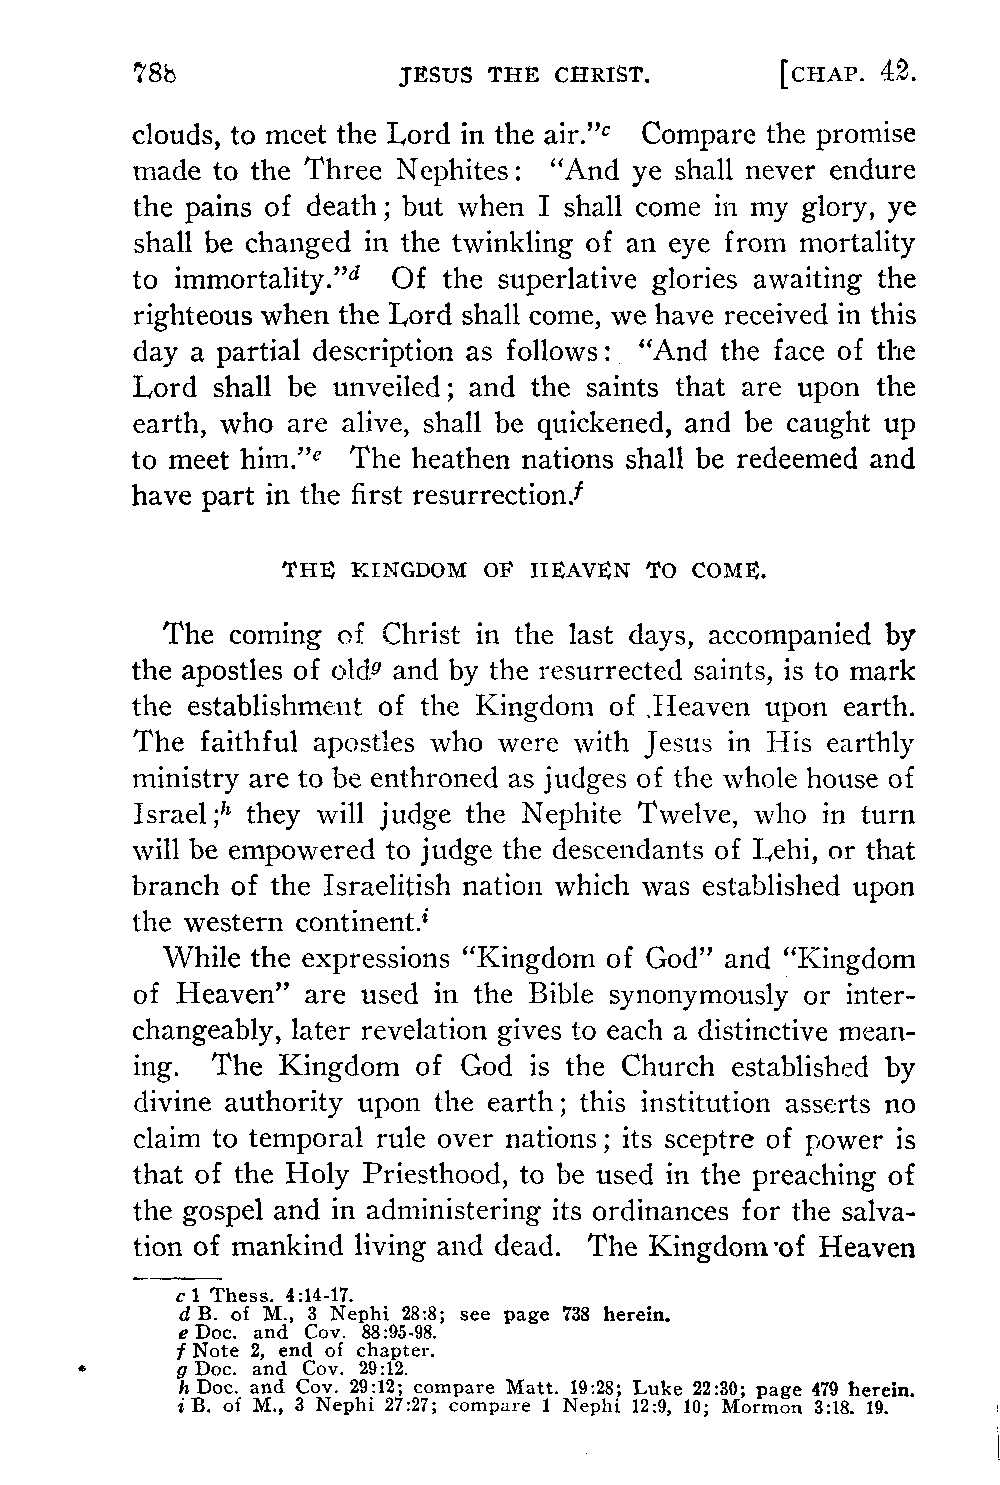 788 JESUS THE CHRIST. [CHAP. 42.
clouds, to meet the Lord in the air."c Compare the promise
made to the Three Nephites: "And ye shall never endure
the pains of death; but when I shall come in my glory, ye
shall be changed in the twinkling of an eye from mortality
to immortality."d Of the superlative glories awaiting the
righteous when the Lord shall come, we have received in this
day a partial description as follows: "And the face of the
Lord shall be unveiled; and the saints that are upon the
earth, who are alive, shall be quickened, and be caught up
to meet him."e The heathen nations shall be redeemed and
have part in the first resurrection.f
THE KINGDOM OF HEAVEN TO COME.
The coming of Christ in the last days, accompanied by
the apostles of oldg and by the resurrected saints, is to mark
the establishment of the Kingdom of Heaven upon earth.
The faithful apostles who were with Jesus in His earthly
ministry are to be enthroned as judges of the whole house of
Israel;h they will judge the Nephite Twelve, who in turn
will be empowered to judge the descendants of Lehi, or that
branch of the Israelitish nation which was established upon
the western continent.i
While the expressions "Kingdom of God" and "Kingdom
of Heaven" are used in the Bible synonymously or inter-
changeably, later revelation gives to each a distinctive mean-
ing. The Kingdom of God is the Church established by
divine authority upon the earth; this institution asserts no
claim to temporal rule over nations; its sceptre of power is
that of the Holy Priesthood, to be used in the preaching of
the gospel and in administering its ordinances for the salva-
tion of mankind living and dead. The Kingdom of Heaven
c 1 Thess. 4:14-17.
d B. of M., 3 Nephi 28:8; see page 738 herein.
e Doc. and Cov. 88:95-98.
f Note 2, end of chapter.
g Doc. and Cov. 29:12.
h Doc. and Cov. 29:12; compare Matt. 19:28; Luke 22:30; page 479 herein.
i B. of M., 3 Nephi 27:27; compare 1 Nephi 12:9, 10; Mormon 3:18. 19.